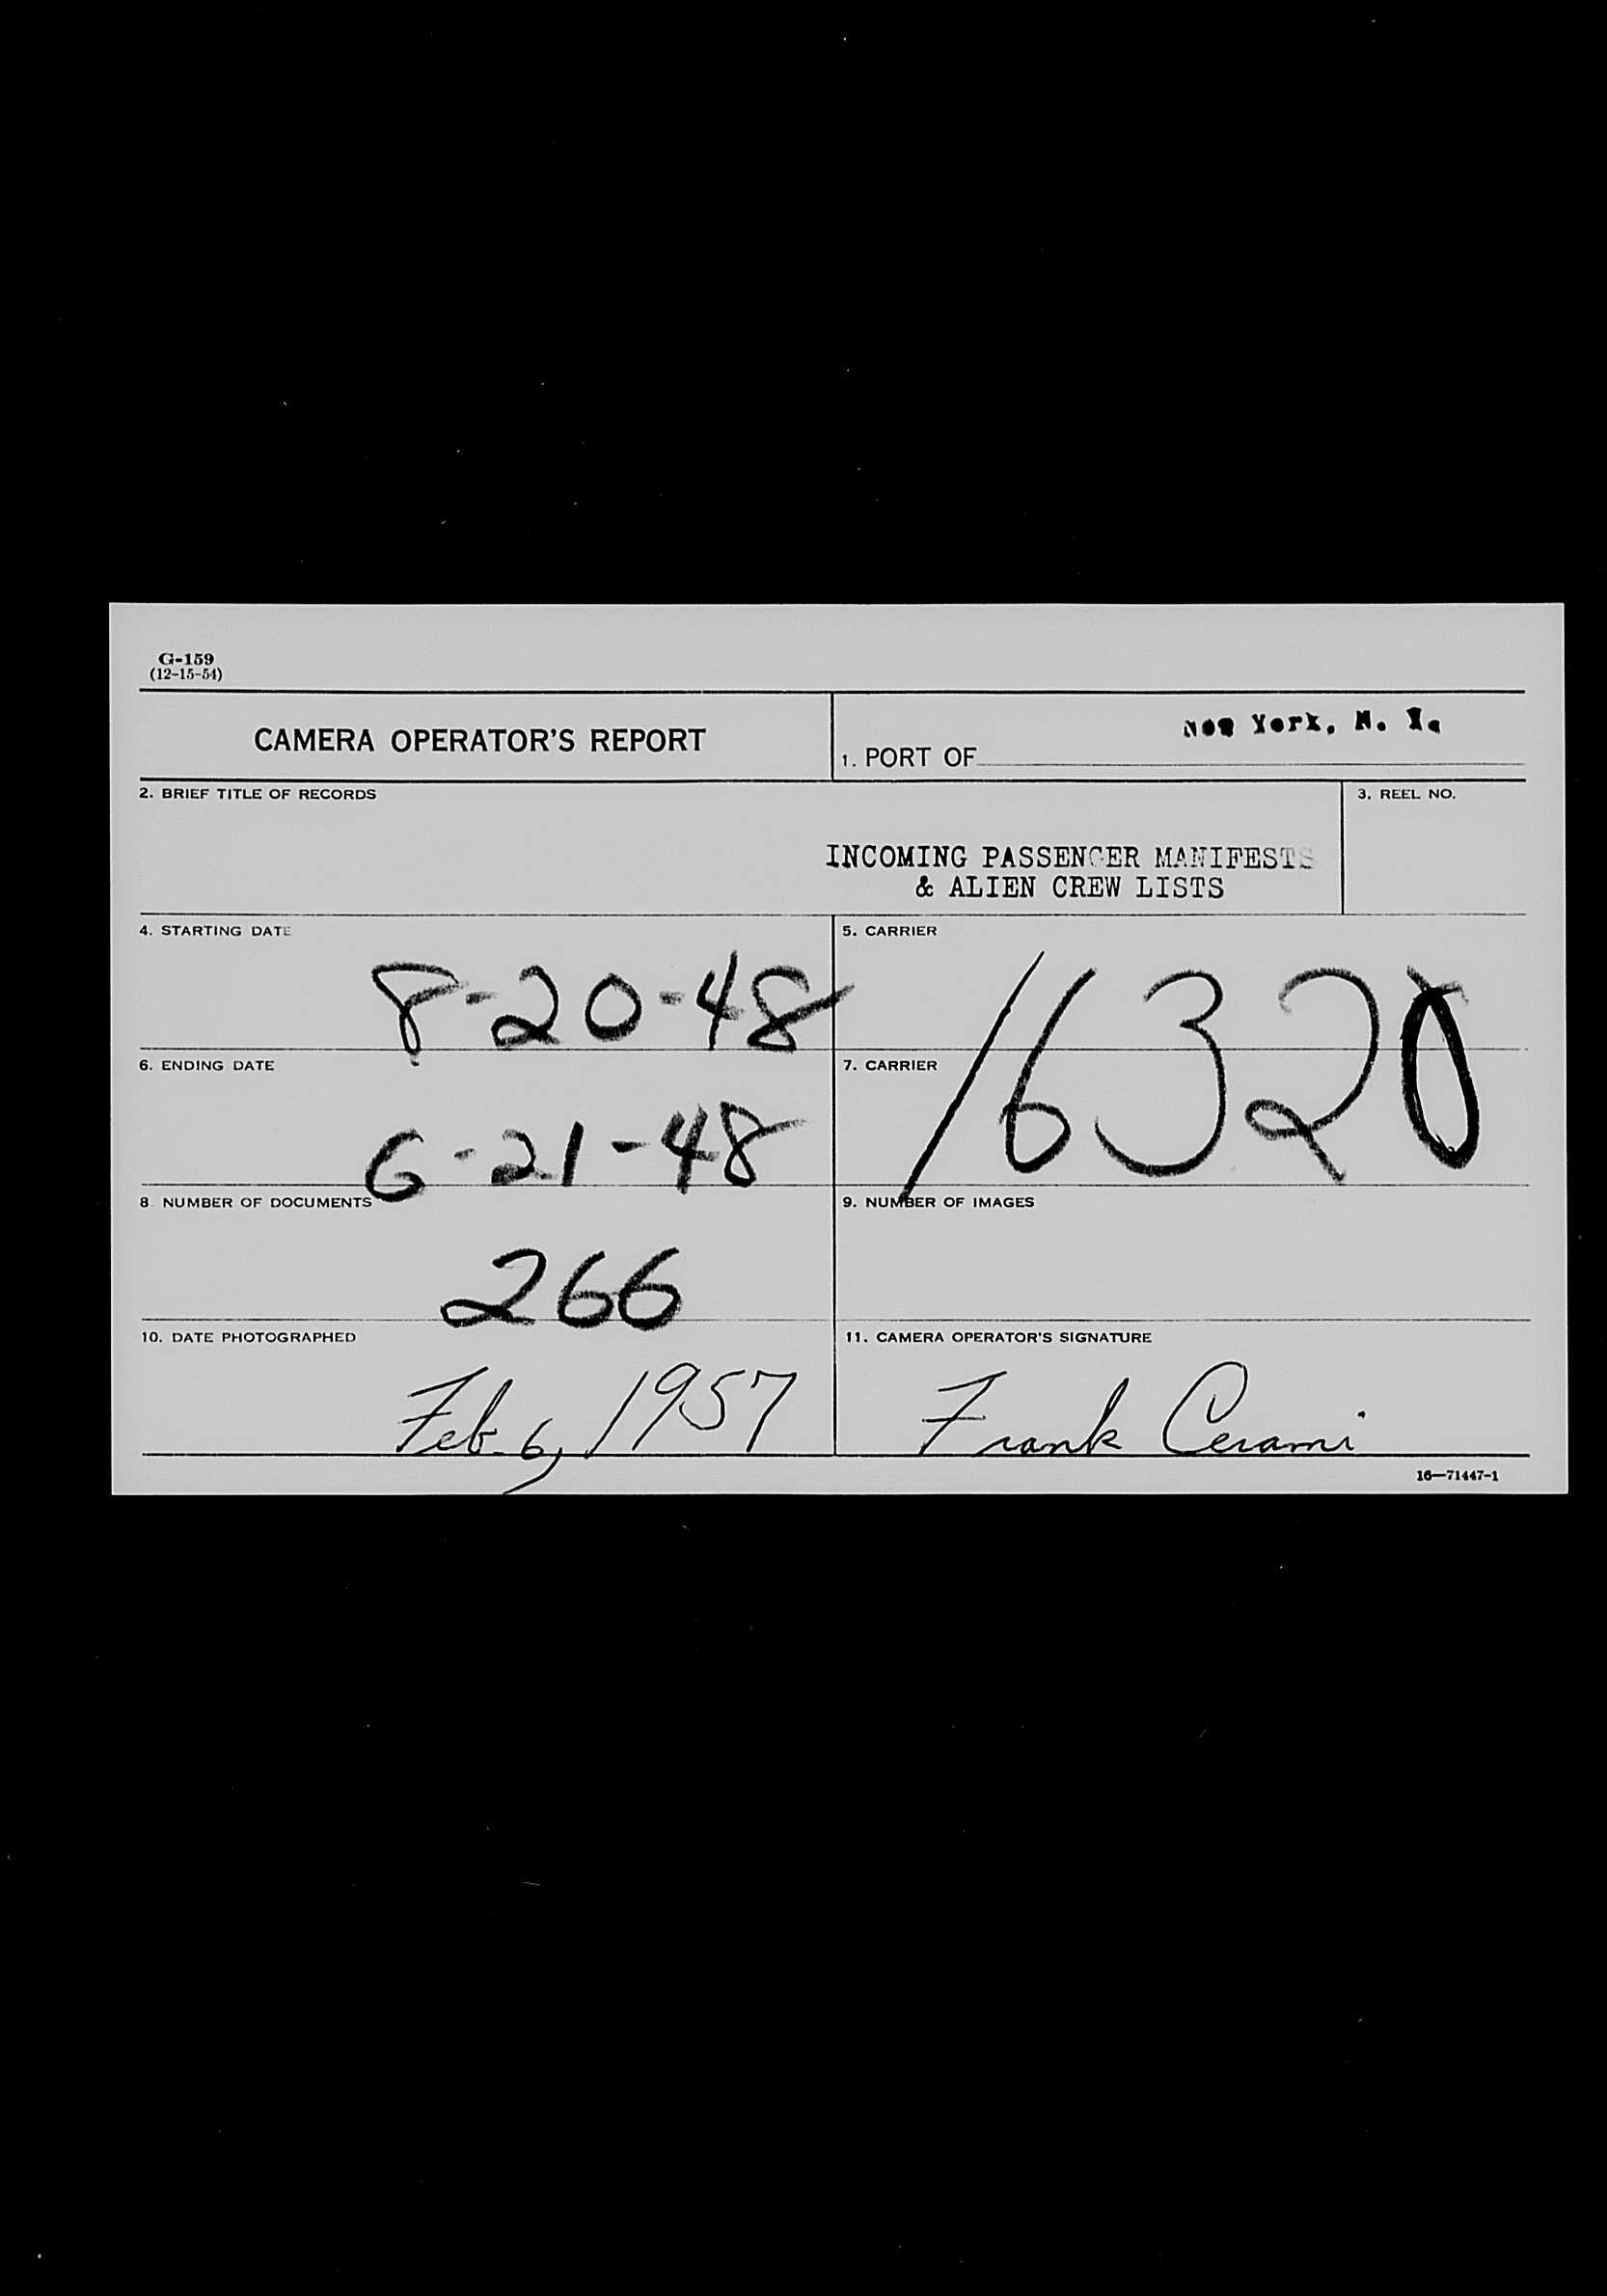 G-159
(12-15-54)
CAMERA OPERATOR'S REPORT
1. PORT OF New York, N. Y.
2. BRIEF TITLE OF RECORDS
INCOMING PASSENGER MANIFESTS
& ALIEN CREW LISTS
3. REEL NO.
4. STARTING DATE
8-20-48
5. CARRIER
16320
6. ENDING DATE
6-21-48
7. CARRIER
8 NUMBER OF DOCUMENTS
266
9. NUMBER OF IMAGES
10. DATE PHOTOGRAPHED
Feb. 6, 1957
11. CAMERA OPERATOR'S SIGNATURE
Frank Cerami
16—71447-1